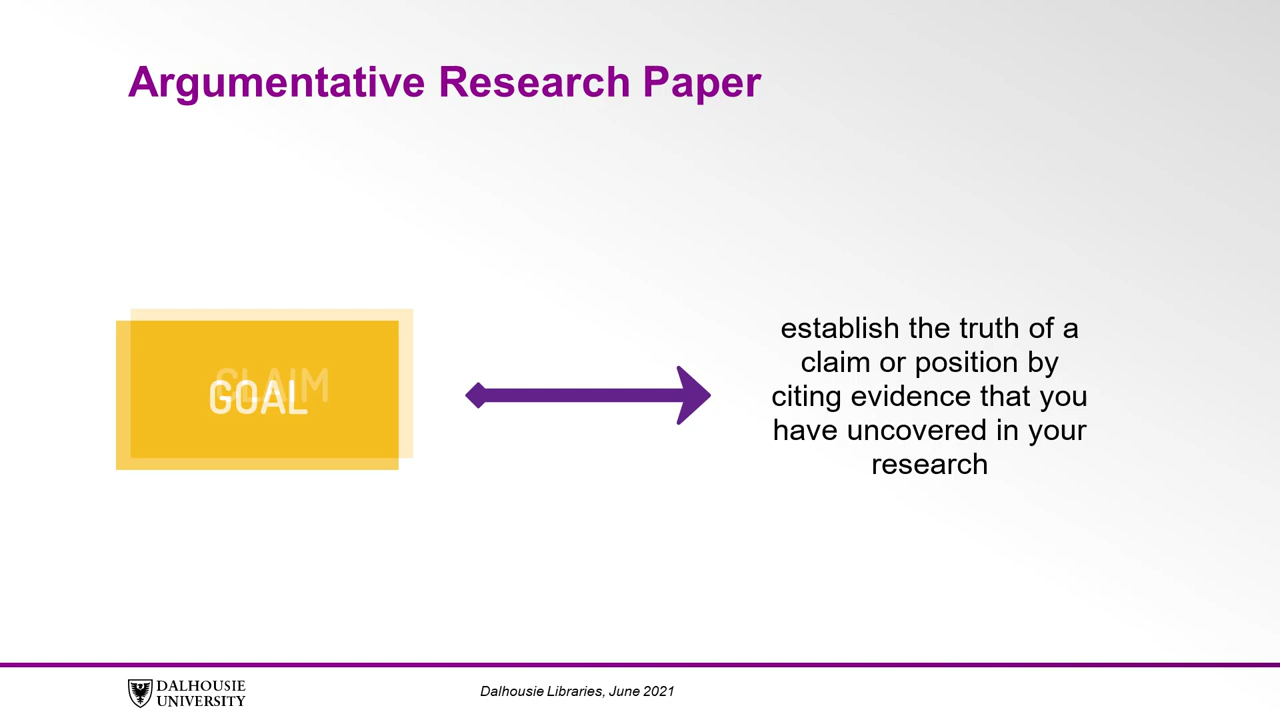 Argumentative Research Paper
CLAIM
GOAL
establish the truth of a
claim or position by
citing evidence that you
have uncovered in your
research
DALHOUSIE
UNIVERSITY
Dalhousie Libraries, June 2021